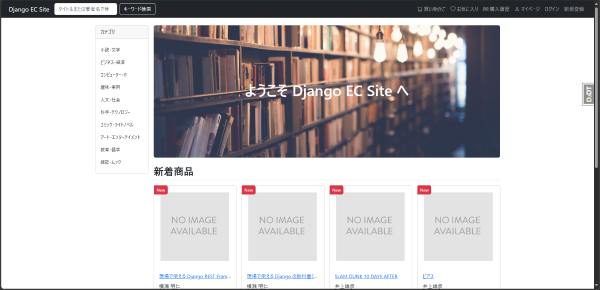 Django EC Site
タイトルまたは著者名で検
キーワード検索
買い物かご
お気に入り
購入履歴
マイページ
ログイン
新規登録
カテゴリ
小説・文学
ビジネス・経済
コンピューター・IT
趣味・実用
人文・社会
科学・テクノロジー
コミック・ライトノベル
アート・エンターテイメント
教育・語学
雑誌・ムック
ようこそ Django EC Site へ
DjDT
新着商品
New
NO IMAGE
AVAILABLE
現場で使える Django REST Fram...
横瀬 明仁
New
NO IMAGE
AVAILABLE
現場で使える Django の教科書《...
横瀬 明仁
New
NO IMAGE
AVAILABLE
SLAM DUNK 10 DAYS AFTER
井上雄彦
New
NO IMAGE
AVAILABLE
ピアス
井上雄彦